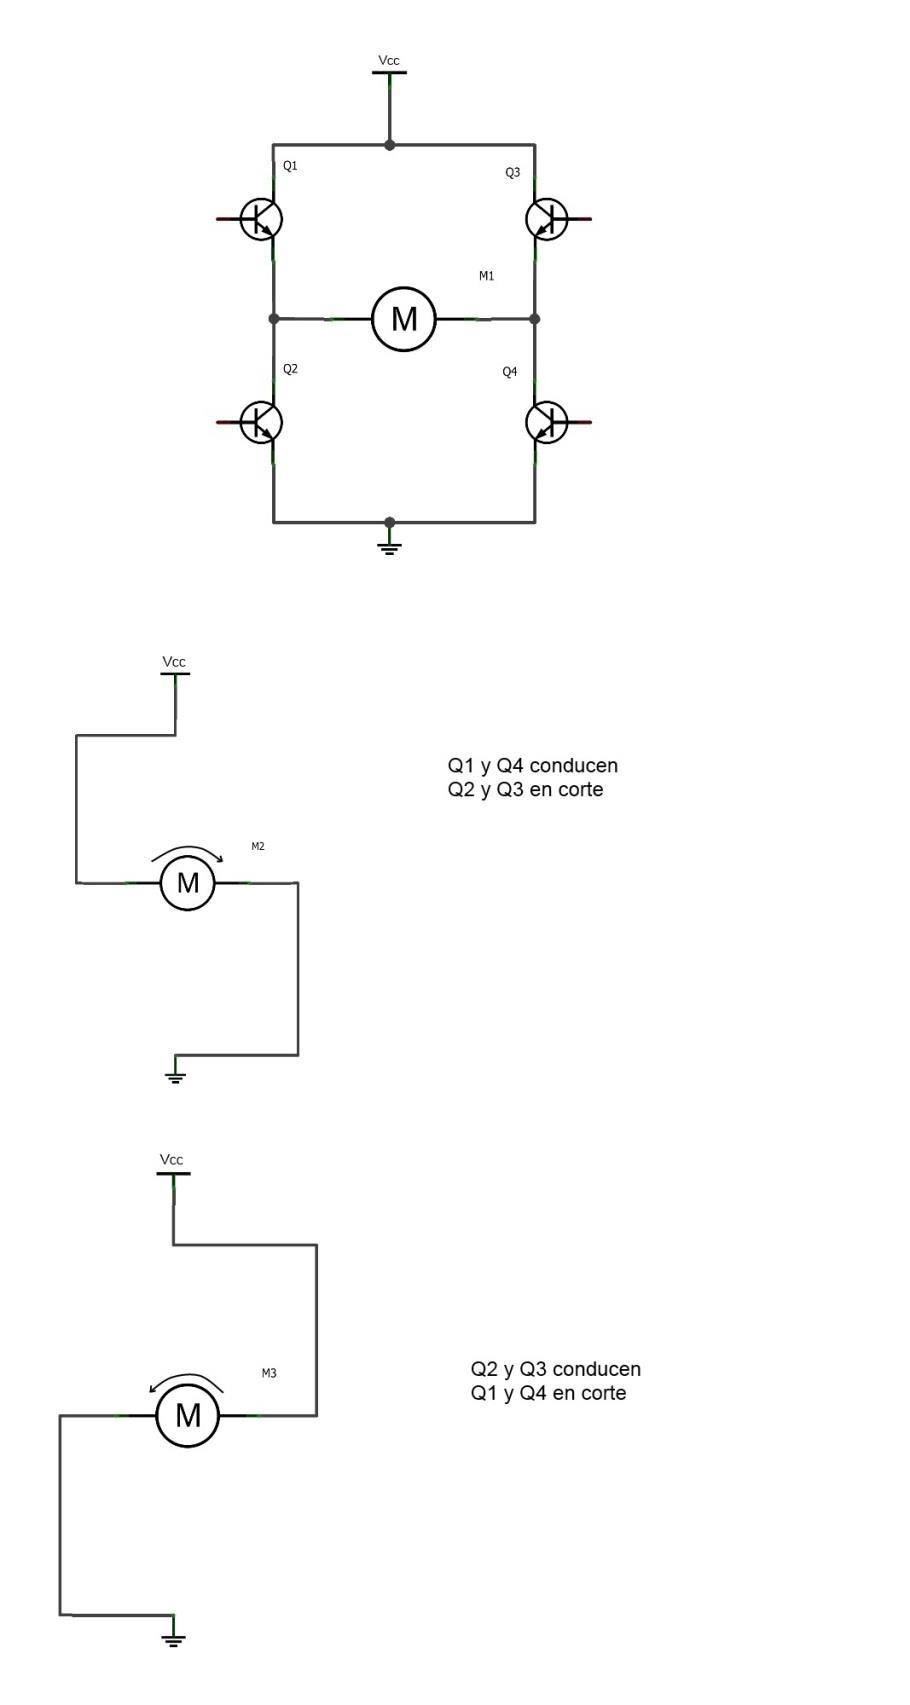 Vcc
Q1
Q3
M1
M
Q2
Q4
Vcc
Q1 y Q4 conducen
Q2 y Q3 en corte
M2
M
Vcc
Q2 y Q3 conducen
Q1 y Q4 en corte
M3
M